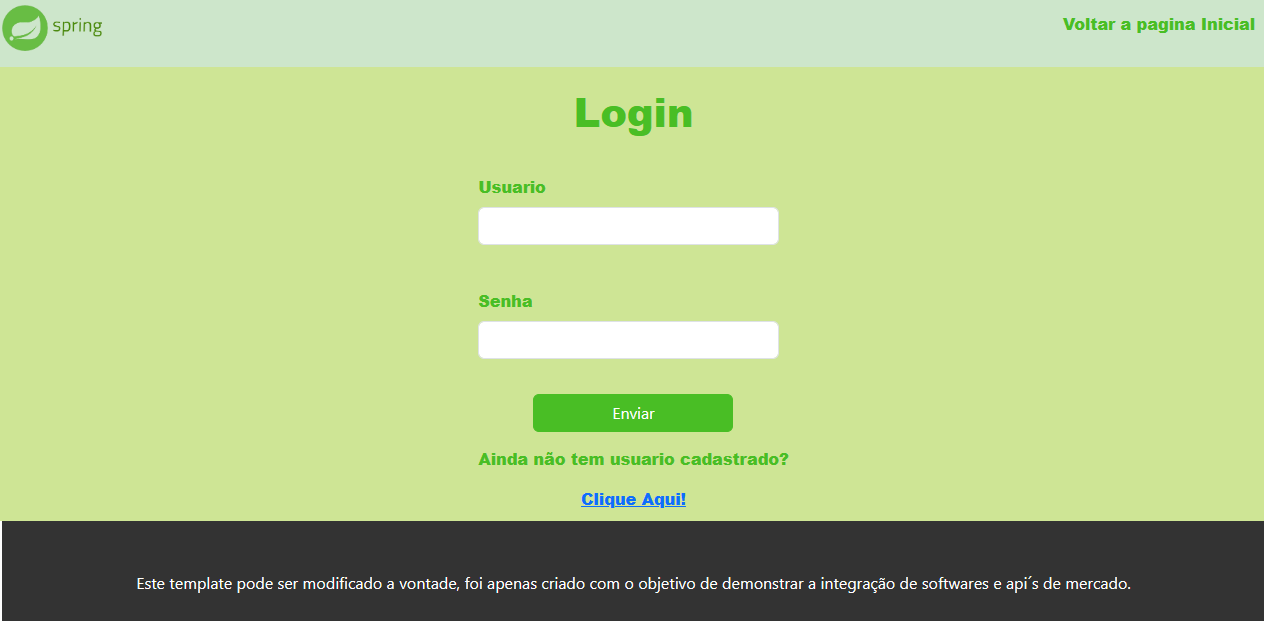 spring
Voltar a pagina Inicial
Login
Usuario
Senha
Enviar
Ainda não tem usuario cadastrado?
Clique Aqui!
Este template pode ser modificado a vontade, foi apenas criado com o objetivo de demonstrar a integração de softwares e api´s de mercado.